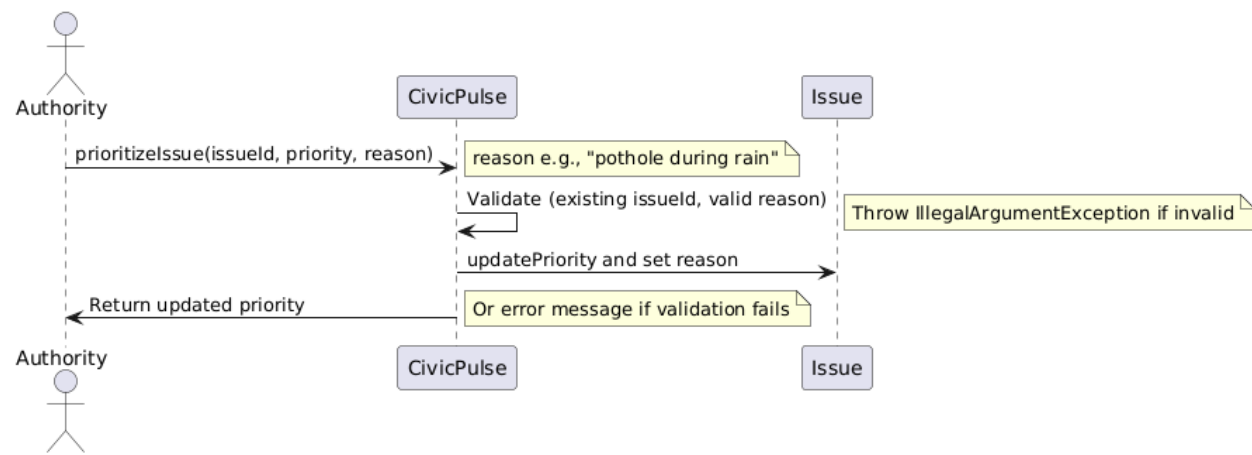 Authority
CivicPulse
Issue
prioritizeIssue(issueId, priority, reason)
reason e.g., "pothole during rain"
Validate (existing issueId, valid reason)
Throw IllegalArgumentException if invalid
updatePriority and set reason
Return updated priority
Or error message if validation fails
Authority
CivicPulse
Issue